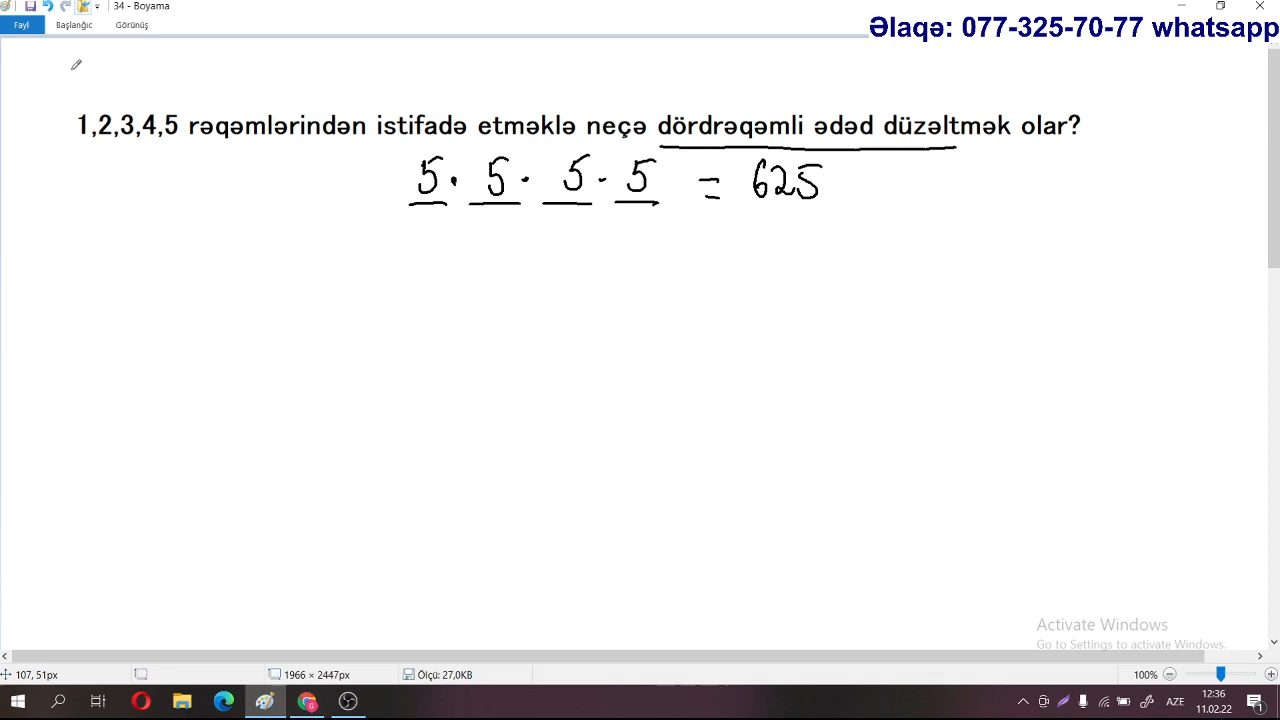 34 - Boyama
Fayl Başlanğıc Görünüş
Əlaqə: 077-325-70-77 whatsapp
1,2,3,4,5 rəqəmlərindən istifadə etməklə neçə dördrəqəmli ədəd düzəltmək olar?
5 · 5 · 5 · 5 = 625
Activate Windows
Go to Settings to activate Windows.
107, 51px 1966 × 2447px Ölçü: 27,0KB 100%
AZE 12:36
11.02.22
1